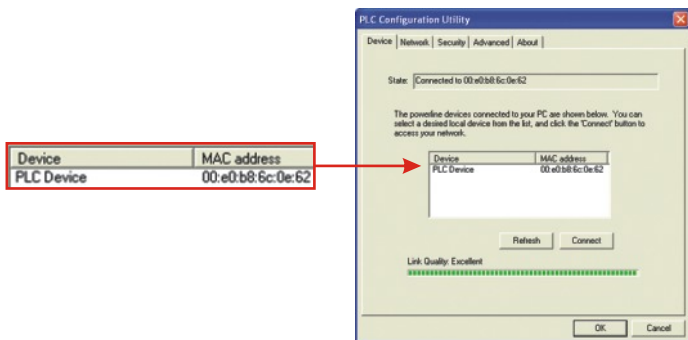 Device MAC address
PLC Device 00:e0:b8:6c:0e:62
PLC Configuration Utility
Device Network Security Advanced About
State: Connected to 00:e0:b8:6c:0e:62
The powerline devices connected to your PC are shown below. You can
select a desired local device from the list, and click the 'Connect' button to
access your network.
Device MAC address
PLC Device 00:e0:b8:6c:0e:62
Refresh Connect
Link Quality: Excellent
OK Cancel